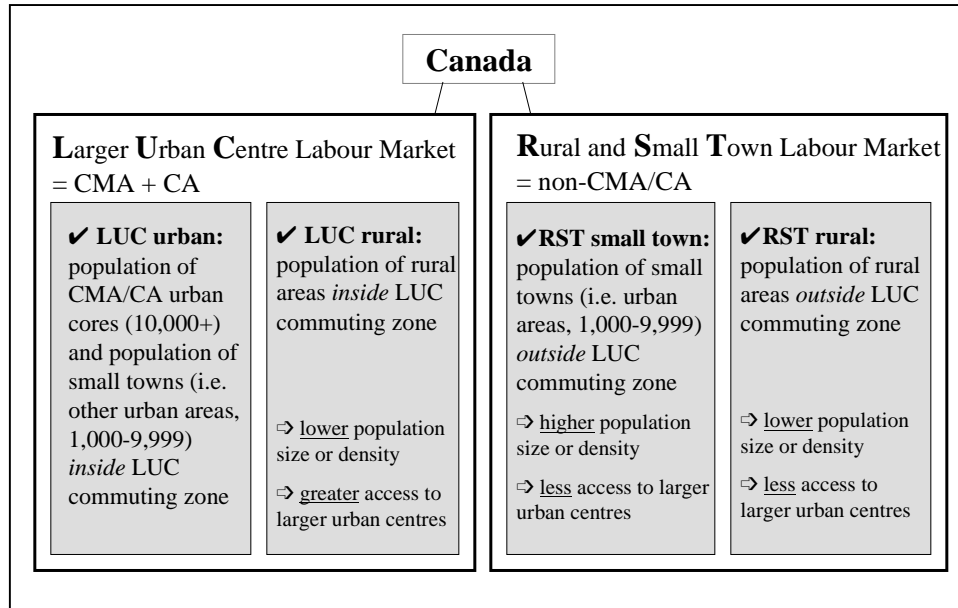 Canada
Larger Urban Centre Labour Market
= CMA + CA
✔ LUC urban:
population of
CMA/CA urban
cores (10,000+)
and population of
small towns (i.e.
other urban areas,
1,000-9,999)
inside LUC
commuting zone
✔ LUC rural:
population of rural
areas inside LUC
commuting zone
➩ lower population
size or density
➩ greater access to
larger urban centres
Rural and Small Town Labour Market
= non-CMA/CA
✔RST small town:
population of small
towns (i.e. urban
areas, 1,000-9,999)
outside LUC
commuting zone
➩ higher population
size or density
➩ less access to larger
urban centres
✔RST rural:
population of rural
areas outside LUC
commuting zone
➩ lower population
size or density
➩ less access to
larger urban centres